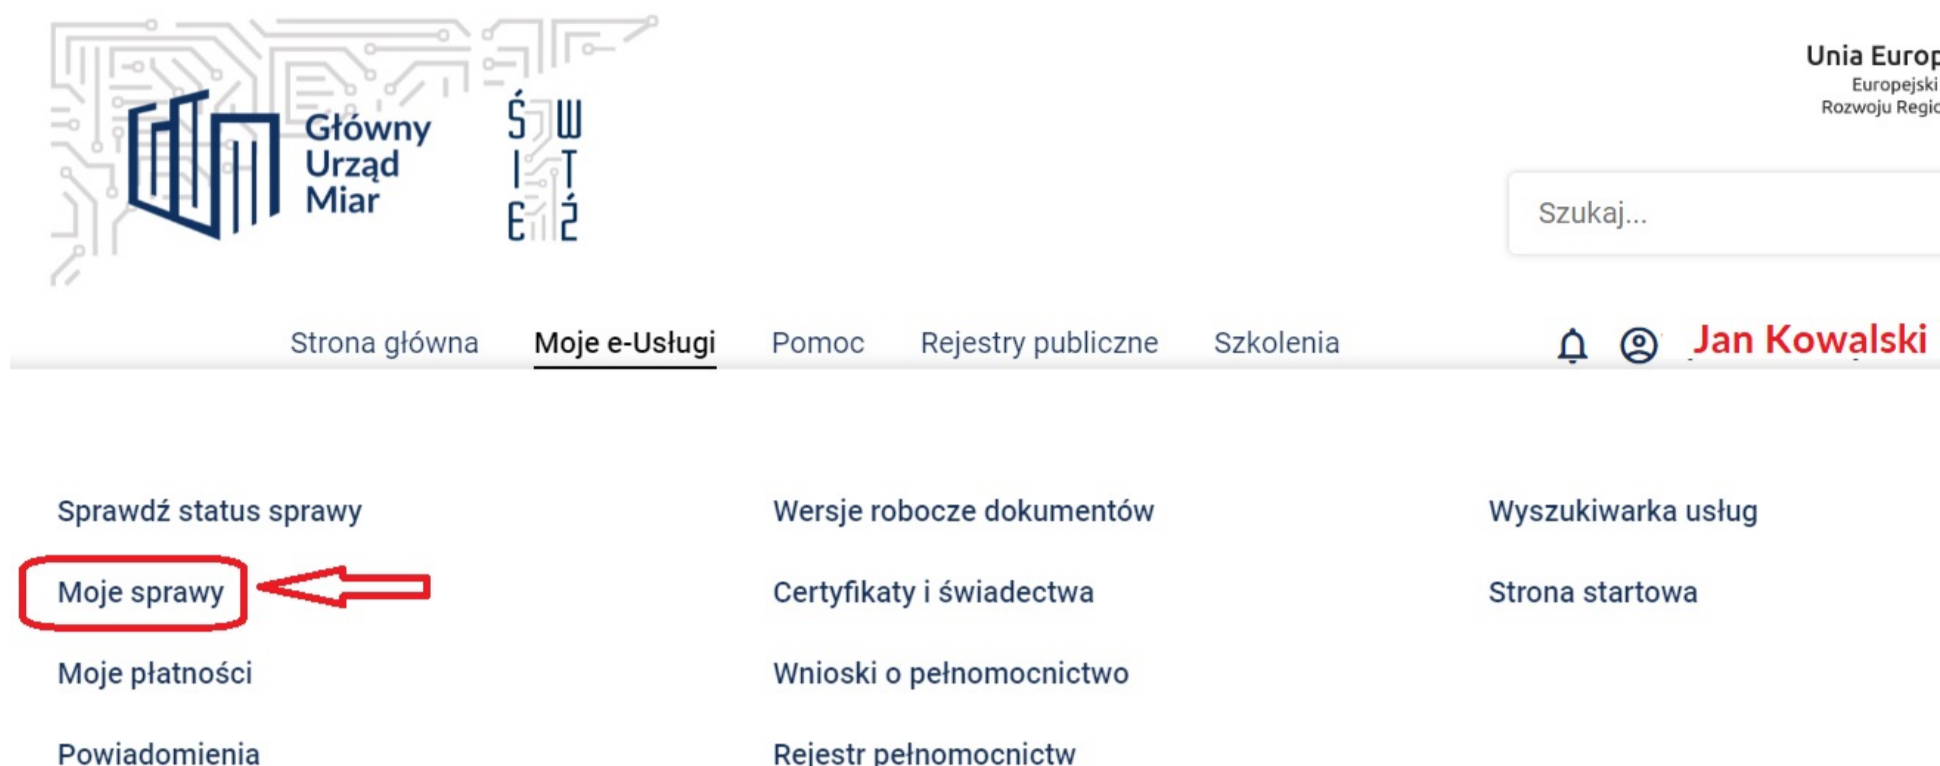 Główny
Urząd
Miar
ŚWITEŹ
Unia Europ
Europejski
Rozwoju Regio
Szukaj...
Strona główna Moje e-Usługi Pomoc Rejestry publiczne Szkolenia Jan Kowalski
Sprawdź status sprawy Wersje robocze dokumentów Wyszukiwarka usług
Moje sprawy Certyfikaty i świadectwa Strona startowa
Moje płatności Wnioski o pełnomocnictwo
Powiadomienia Rejestr pełnomocnictw